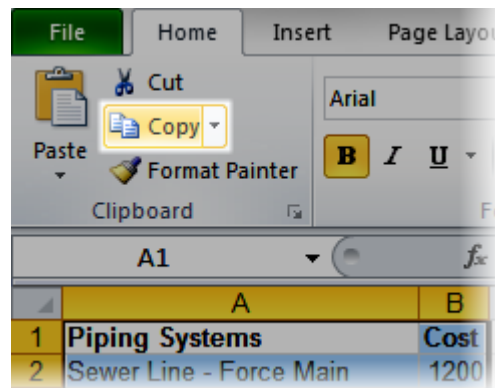 File Home Insert Page Layou
Cut
Arial
Copy
Paste
B I U
Format Painter
Clipboard
A1 fx
A B
1 Piping Systems Cost
2 Sewer Line - Force Main 1200